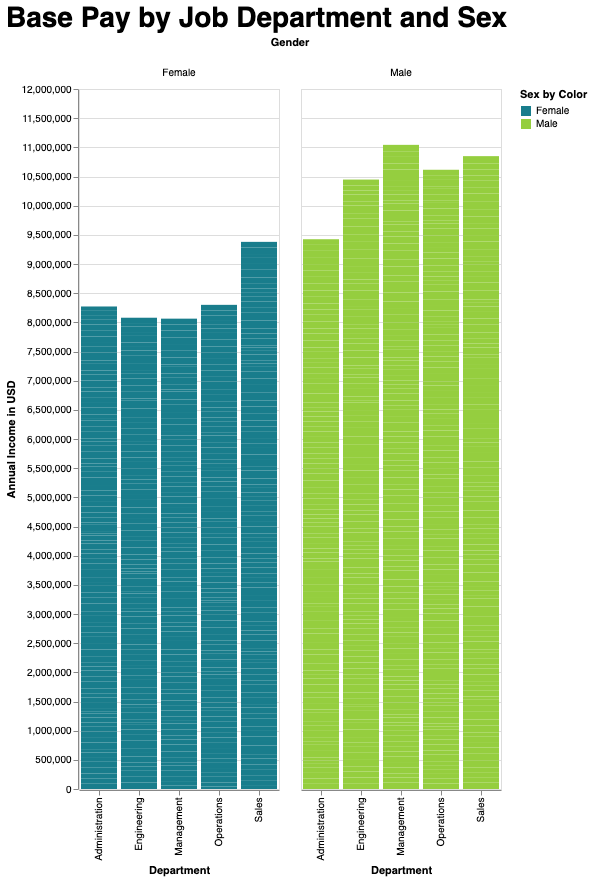 Base Pay by Job Department and Sex
Gender
Female
Male
Sex by Color
Female
Male
Annual Income in USD
12,000,000
11,500,000
11,000,000
10,500,000
10,000,000
9,500,000
9,000,000
8,500,000
8,000,000
7,500,000
7,000,000
6,500,000
6,000,000
5,500,000
5,000,000
4,500,000
4,000,000
3,500,000
3,000,000
2,500,000
2,000,000
1,500,000
1,000,000
500,000
0
Administration
Engineering
Management
Operations
Sales
Administration
Engineering
Management
Operations
Sales
Department
Department